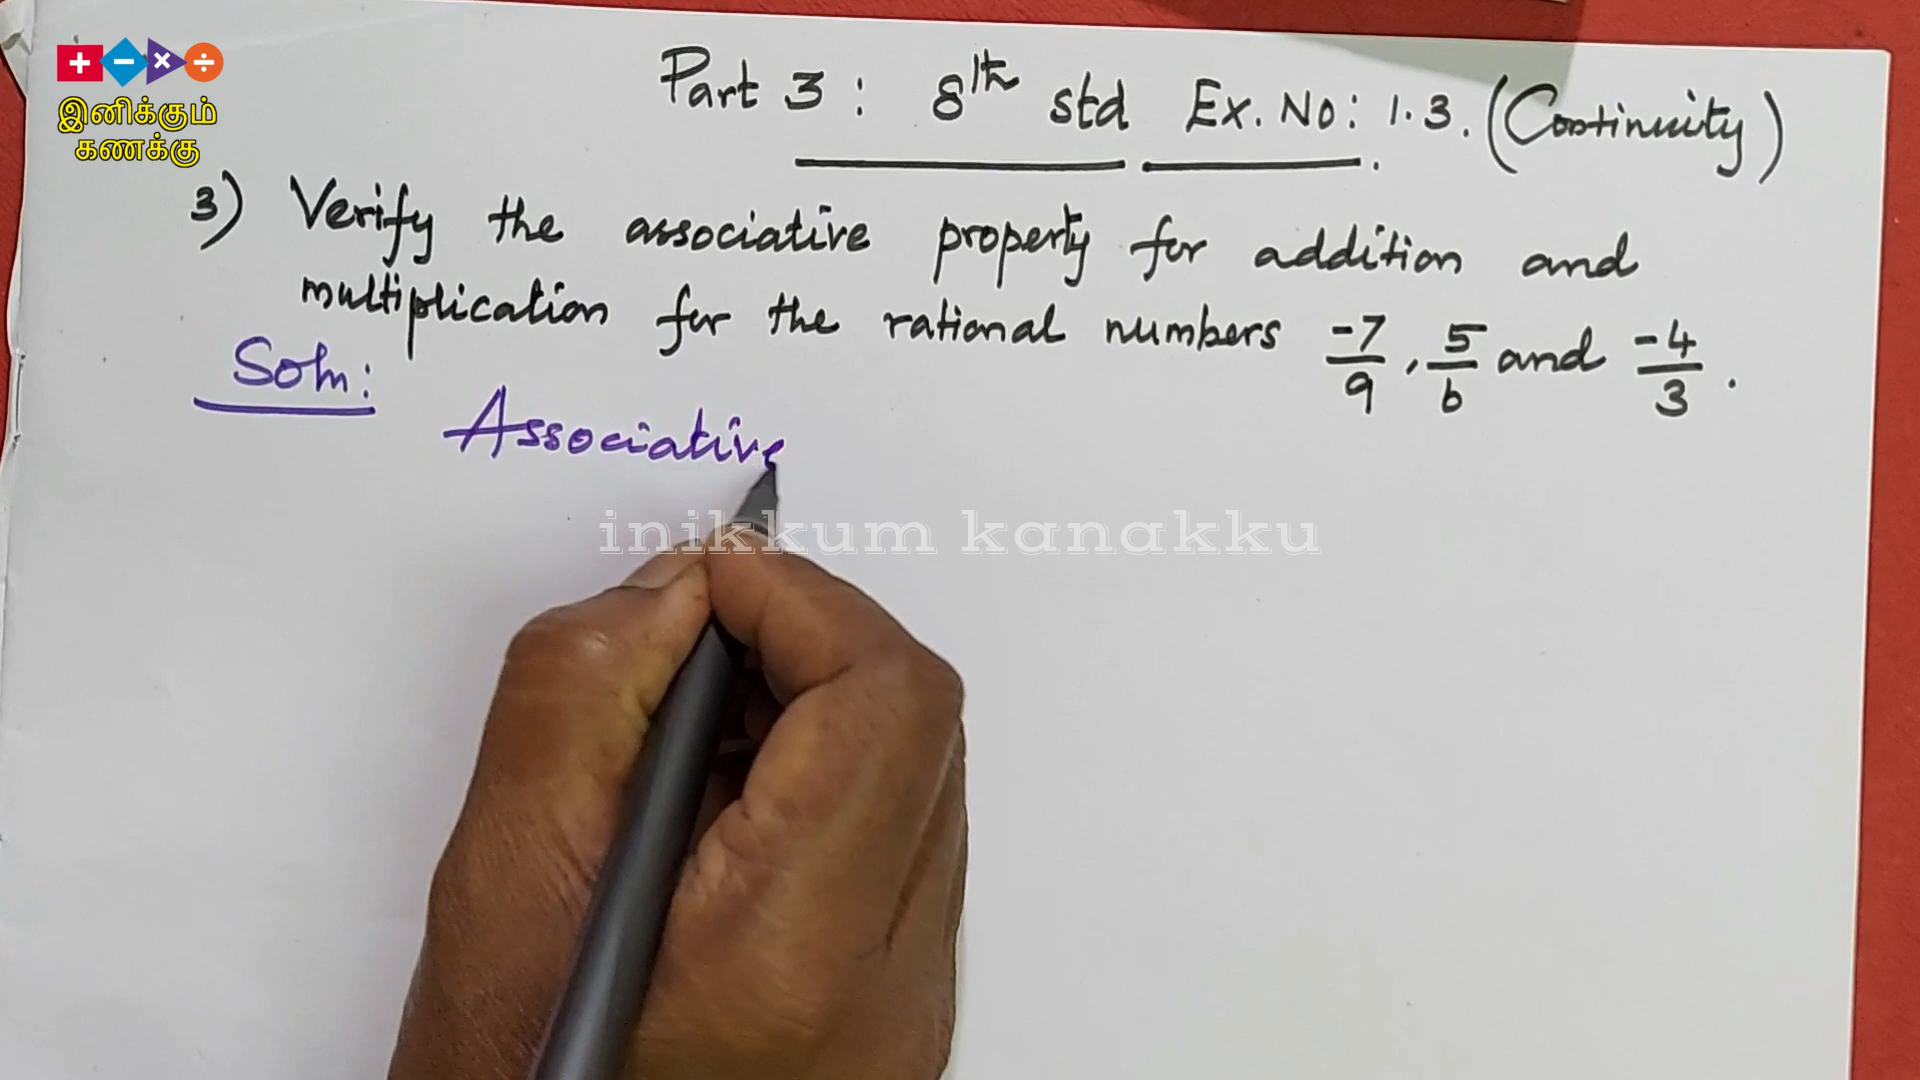 இனிக்கும்
கணக்கு
Part 3 : 8th std Ex. No: 1.3. (Continuity)
3) Verify the associative property for addition and
multiplication for the rational numbers -7/9, 5/6 and -4/3.
Soln:
Associative
inikkum kanakku